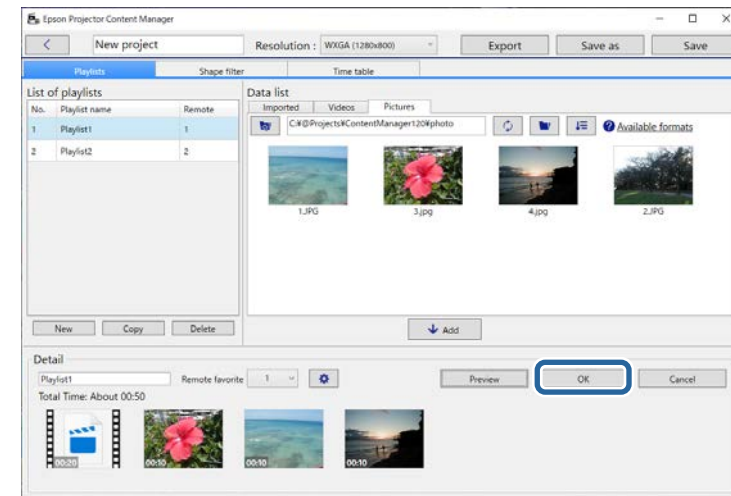 Epson Projector Content Manager
New project
Resolution : WXGA (1280x800)
Export
Save as
Save
Playlists
Shape filter
Time table
List of playlists
No. Playlist name Remote
1 Playlist1 1
2 Playlist2 2
New
Copy
Delete
Data list
Imported
Videos
Pictures
C:¥@Projects¥ContentManager120¥photo
Available formats
1.JPG
3.jpg
4.jpg
2.JPG
Add
Detail
Playlist1
Remote favorite 1
Preview
OK
Cancel
Total Time: About 00:50
00:20
00:10
00:10
00:10